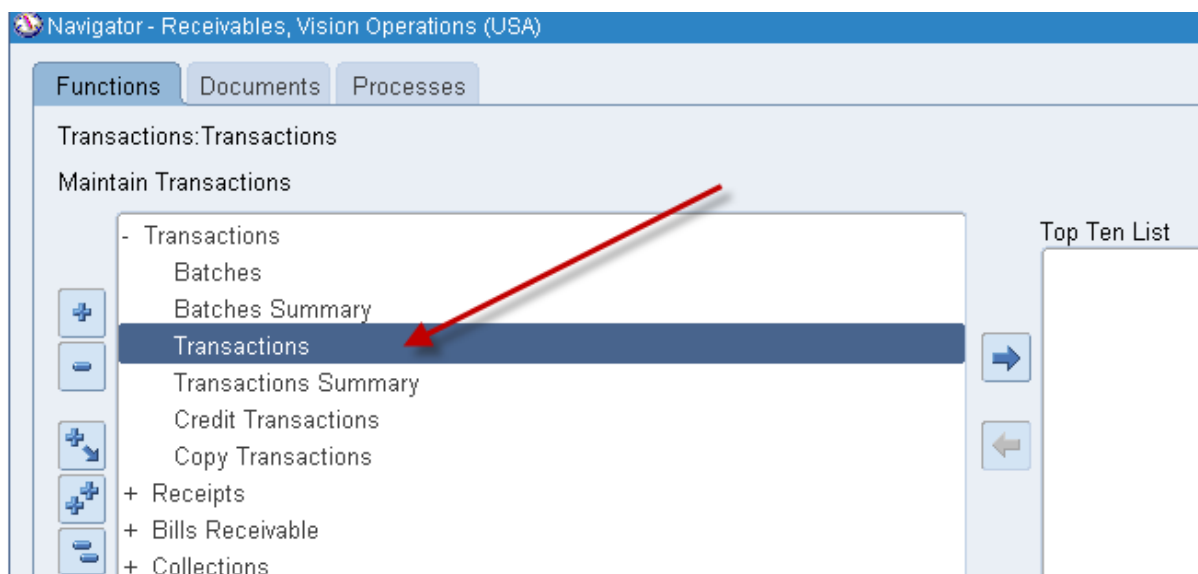 Navigator - Receivables, Vision Operations (USA)
Functions Documents Processes
Transactions:Transactions
Maintain Transactions
Top Ten List
- Transactions
Batches
Batches Summary
Transactions
Transactions Summary
Credit Transactions
Copy Transactions
+ Receipts
+ Bills Receivable
+ Collections